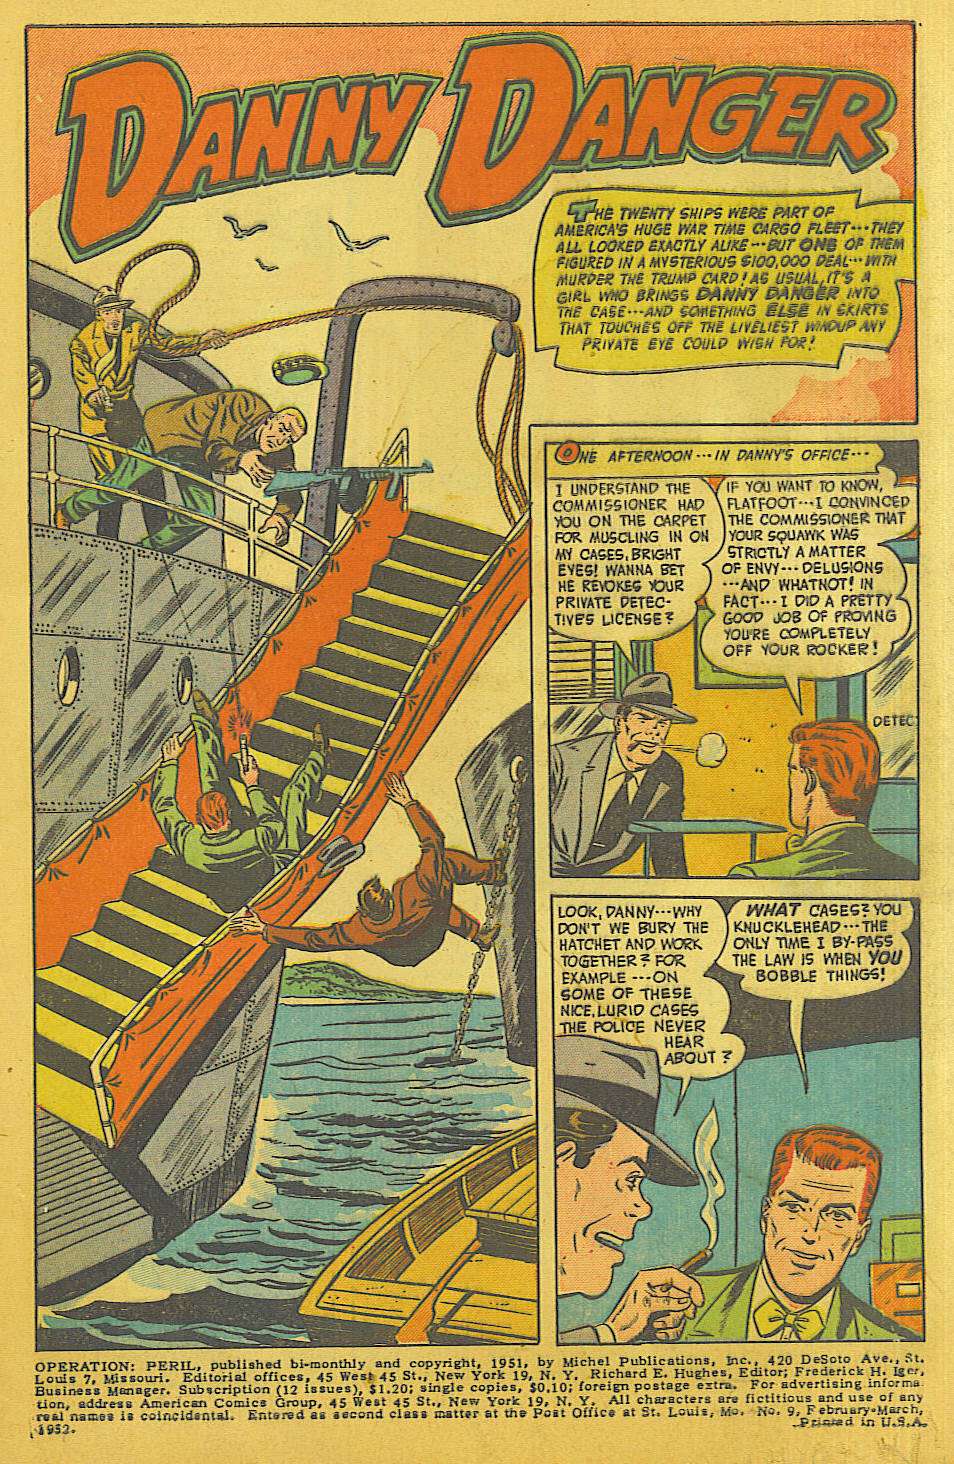 DANNY DANGER
THE TWENTY SHIPS WERE PART OF
AMERICA'S HUGE WAR TIME CARGO FLEET---THEY
ALL LOOKED EXACTLY ALIKE---BUT ONE OF THEM
FIGURED IN A MYSTERIOUS $100,000 DEAL---WITH
MURDER THE TRUMP CARD! AS USUAL, IT'S A
GIRL WHO BRINGS DANNY DANGER INTO
THE CASE---AND SOMETHING ELSE IN SKIRTS
THAT TOUCHES OFF THE LIVELIEST WINDUP ANY
PRIVATE EYE COULD WISH FOR!
ONE AFTERNOON---IN DANNY'S OFFICE---
I UNDERSTAND THE
COMMISSIONER HAD
YOU ON THE CARPET
FOR MUSCLING IN ON
MY CASES, BRIGHT
EYES! WANNA BET
HE REVOKES YOUR
PRIVATE DETEC-
TIVE'S LICENSE?
IF YOU WANT TO KNOW,
FLATFOOT---I CONVINCED
THE COMMISSIONER THAT
YOUR SQUAWK WAS
STRICTLY A MATTER
OF ENVY---DELUSIONS
---AND WHATNOT! IN
FACT---I DID A PRETTY
GOOD JOB OF PROVING
YOU'RE COMPLETELY
OFF YOUR ROCKER!
DETEC
LOOK, DANNY---WHY
DON'T WE BURY THE
HATCHET AND WORK
TOGETHER? FOR
EXAMPLE ---ON
SOME OF THESE
NICE, LURID CASES
THE POLICE NEVER
HEAR
ABOUT?
WHAT CASES? YOU
KNUCKLEHEAD---THE
ONLY TIME I BY-PASS
THE LAW IS WHEN YOU
BOBBLE THINGS!
OPERATION: PERIL, published bi-monthly and copyright, 1951, by Michel Publications, Inc., 420 DeSoto Ave., St.
Louis 7, Missouri. Editorial offices, 45 West 45 St., New York 19, N. Y. Richard E. Hughes, Editor; Frederick H. Iger,
Business Manager. Subscription (12 issues), $1.20; single copies, $0.10; foreign postage extra. For advertising informa-
tion, address American Comics Group, 45 West 45 St., New York 19, N. Y. All characters are fictitious and use of any
real names is coincidental. Entered as second class matter at the Post Office at St. Louis, Mo. No. 9, February-March,
1952. Printed in U.S.A.